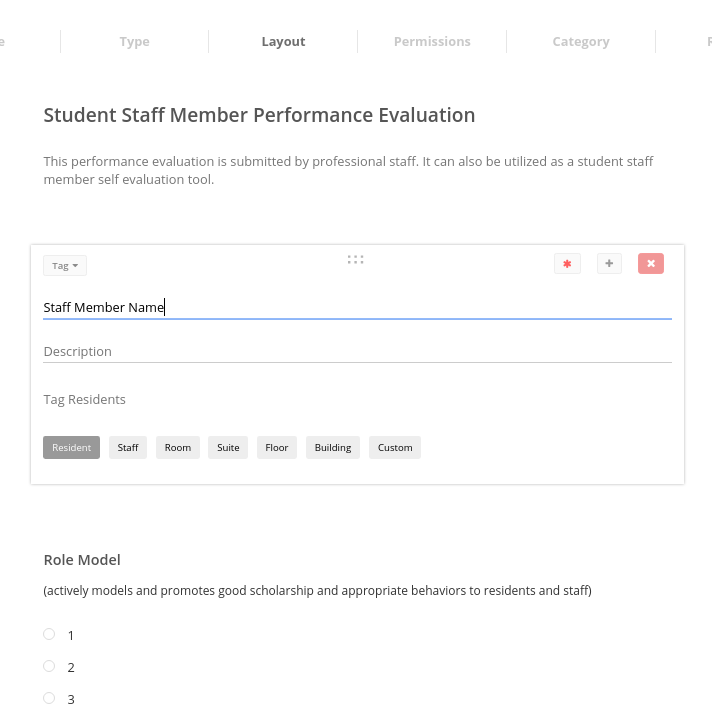 e Type Layout Permissions Category R
Student Staff Member Performance Evaluation
This performance evaluation is submitted by professional staff. It can also be utilized as a student staff
member self evaluation tool.
Tag
Staff Member Name
Description
Tag Residents
Resident Staff Room Suite Floor Building Custom
Role Model
(actively models and promotes good scholarship and appropriate behaviors to residents and staff)
1
2
3